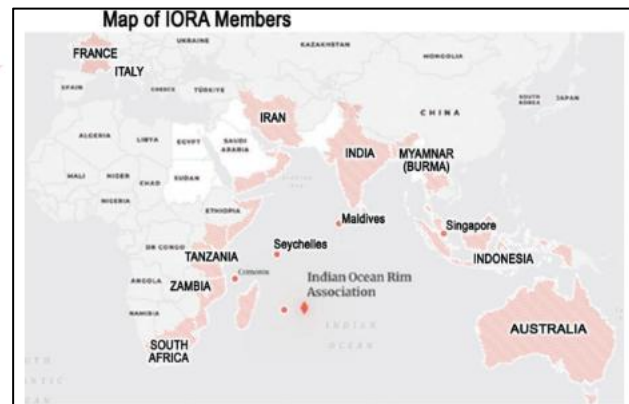 Map of IORA Members
UKRAINE
KAZAKHSTAN
MONGOLIA
FRANCE
ITALY
SPAIN
GREECE
TÜRKIYE
CHINA
SOUTH KOREA
JAPAN
ALGERIA
LIBYA
EGYPT
SAUDI
ARABIA
IRAN
INDIA
MYAMNAR
(BURMA)
MALI
NIGER
CHAD
SUDAN
NIGERIA
ETHIOPIA
Maldives
Singapore
DR CONGO
Seychelles
TANZANIA
INDONESIA
Comoros
ANGOLA
ZAMBIA
Indian Ocean Rim
Association
NAMIBIA
INDIAN
OCEAN
AUSTRALIA
SOUTH
AFRICA